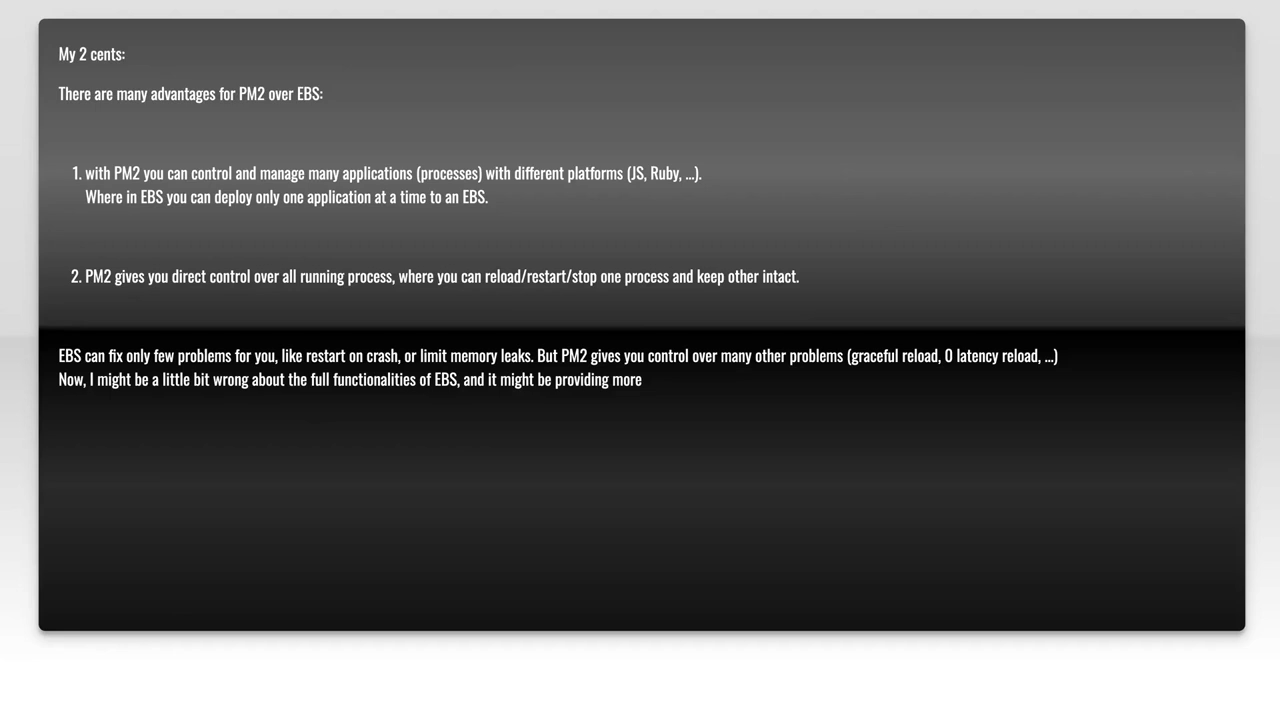 My 2 cents:
There are many advantages for PM2 over EBS:
1. with PM2 you can control and manage many applications (processes) with different platforms (JS, Ruby, ...).
Where in EBS you can deploy only one application at a time to an EBS.
2. PM2 gives you direct control over all running process, where you can reload/restart/stop one process and keep other intact.
EBS can fix only few problems for you, like restart on crash, or limit memory leaks. But PM2 gives you control over many other problems (graceful reload, 0 latency reload, ...)
Now, I might be a little bit wrong about the full functionalities of EBS, and it might be providing more